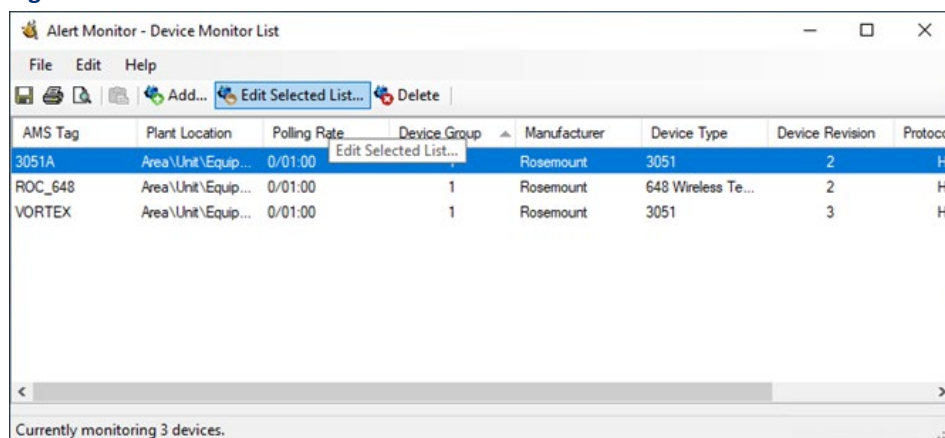 Alert Monitor - Device Monitor List
File Edit Help
Add... Edit Selected List... Delete
AMS Tag Plant Location Polling Rate Device Group Manufacturer Device Type Device Revision Protoco
Edit Selected List...
3051A Area\Unit\Equip... 0/01:00 Rosemount 3051 2 H
ROC_648 Area\Unit\Equip... 0/01:00 1 Rosemount 648 Wireless Te... 2 H
VORTEX Area\Unit\Equip... 0/01:00 1 Rosemount 3051 3 H
Currently monitoring 3 devices.